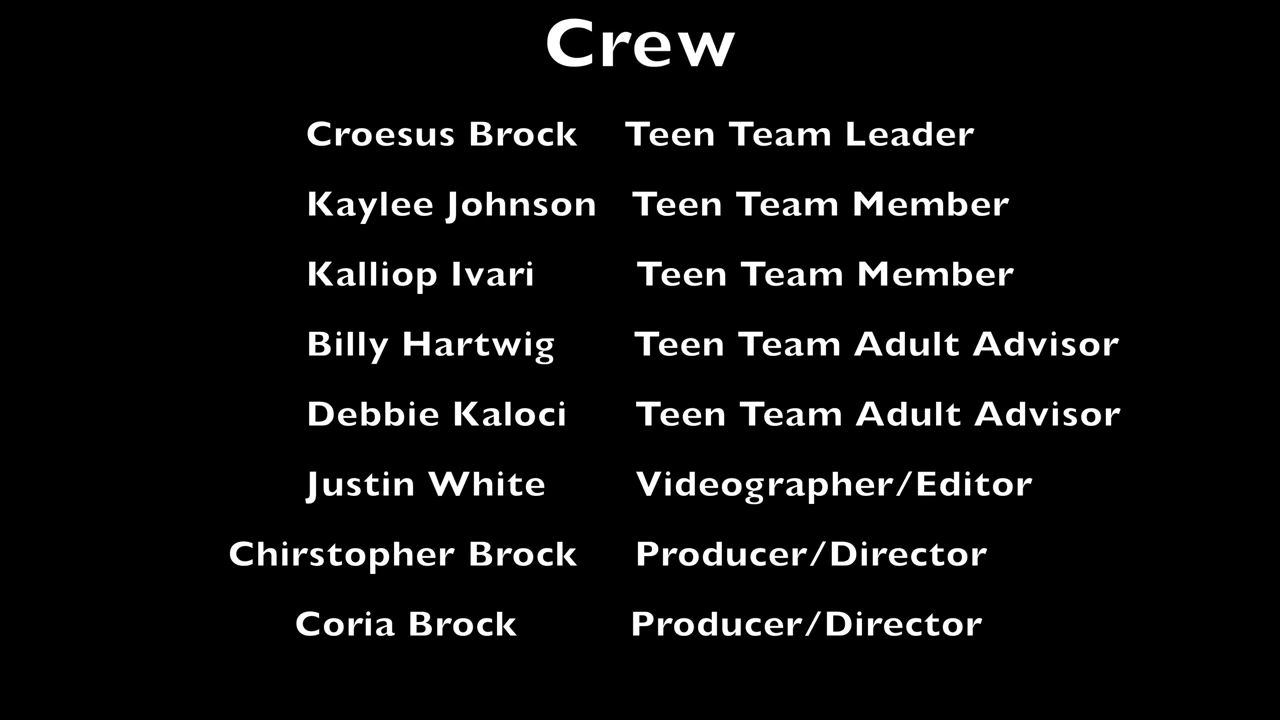 Crew
Croesus Brock Teen Team Leader
Kaylee Johnson Teen Team Member
Kalliop Ivari Teen Team Member
Billy Hartwig Teen Team Adult Advisor
Debbie Kaloci Teen Team Adult Advisor
Justin White Videographer/Editor
Chirstopher Brock Producer/Director
Coria Brock Producer/Director